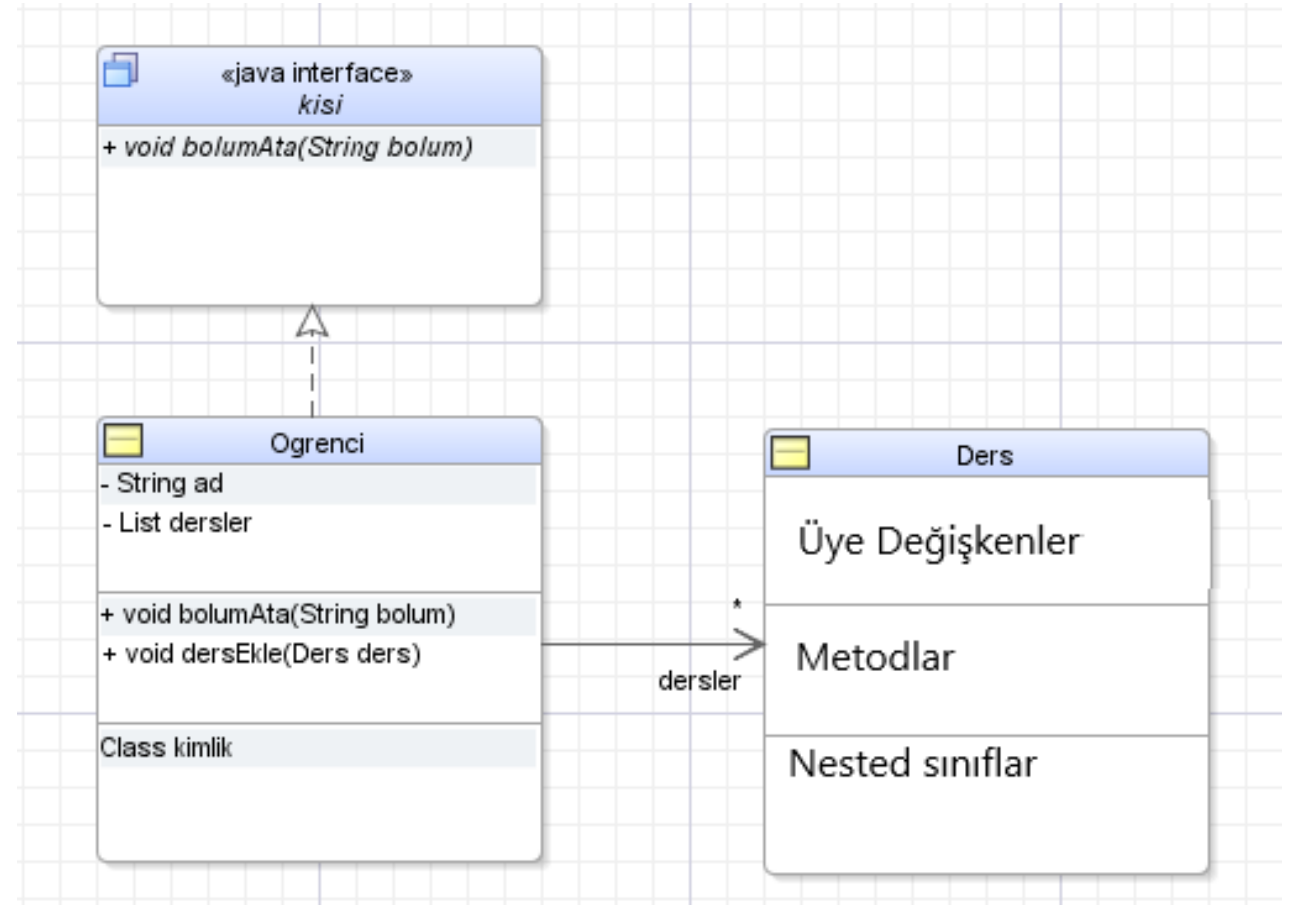 «java interface»
kisi
+ void bolumAta(String bolum)
Ogrenci
- String ad
- List dersler
+ void bolumAta(String bolum)
+ void dersEkle(Ders ders)
Class kimlik
*
dersler
Ders
Üye Değişkenler
Metodlar
Nested sınıflar